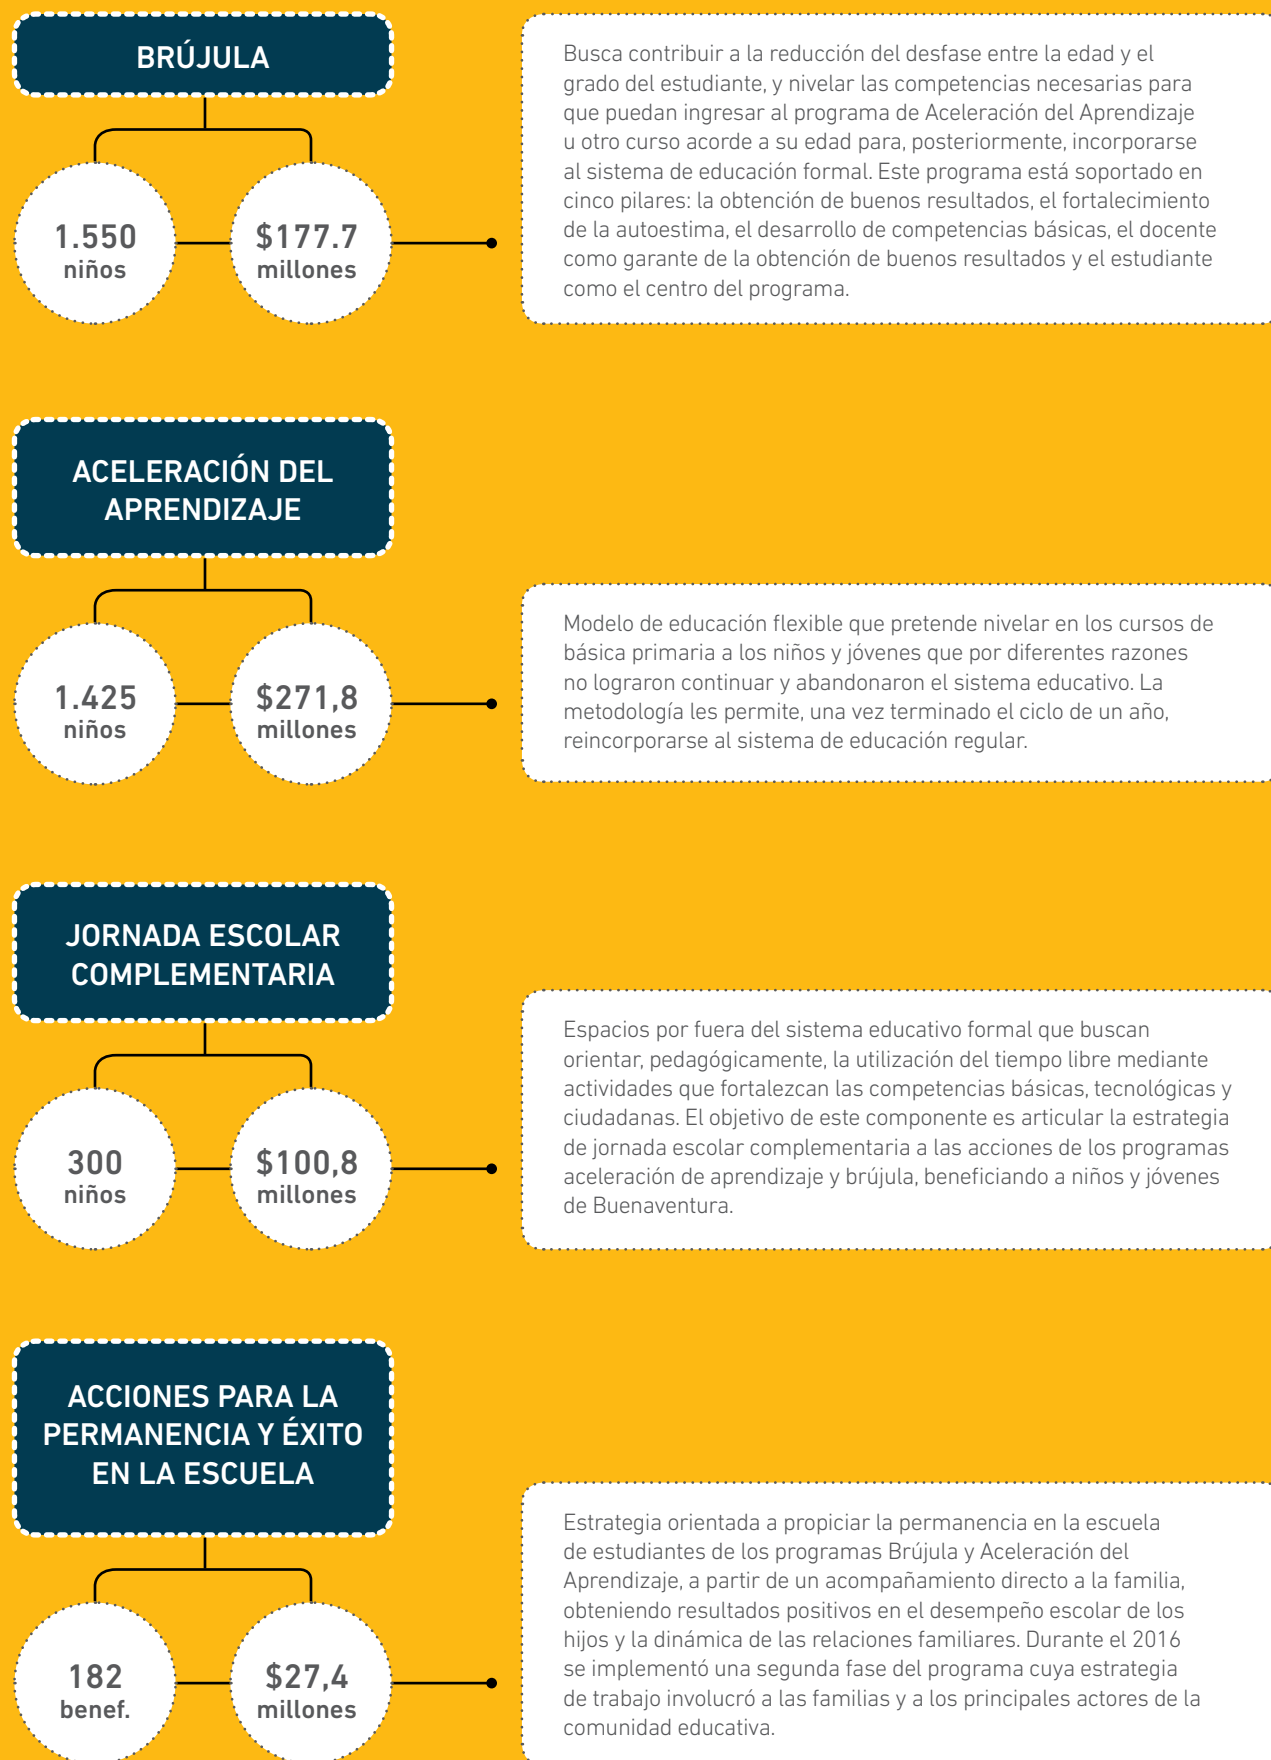 BRÚJULA
1.550
niños
$177.7
millones
Busca contribuir a la reducción del desfase entre la edad y el
grado del estudiante, y nivelar las competencias necesarias para
que puedan ingresar al programa de Aceleración del Aprendizaje
u otro curso acorde a su edad para, posteriormente, incorporarse
al sistema de educación formal. Este programa está soportado en
cinco pilares: la obtención de buenos resultados, el fortalecimiento
de la autoestima, el desarrollo de competencias básicas, el docente
como garante de la obtención de buenos resultados y el estudiante
como el centro del programa.
ACELERACIÓN DEL
APRENDIZAJE
1.425
niños
$271,8
millones
Modelo de educación flexible que pretende nivelar en los cursos de
básica primaria a los niños y jóvenes que por diferentes razones
no lograron continuar y abandonaron el sistema educativo. La
metodología les permite, una vez terminado el ciclo de un año,
reincorporarse al sistema de educación regular.
JORNADA ESCOLAR
COMPLEMENTARIA
300
niños
$100,8
millones
Espacios por fuera del sistema educativo formal que buscan
orientar, pedagógicamente, la utilización del tiempo libre mediante
actividades que fortalezcan las competencias básicas, tecnológicas y
ciudadanas. El objetivo de este componente es articular la estrategia
de jornada escolar complementaria a las acciones de los programas
aceleración de aprendizaje y brújula, beneficiando a niños y jóvenes
de Buenaventura.
ACCIONES PARA LA
PERMANENCIA Y ÉXITO
EN LA ESCUELA
182
benef.
$27,4
millones
Estrategia orientada a propiciar la permanencia en la escuela
de estudiantes de los programas Brújula y Aceleración del
Aprendizaje, a partir de un acompañamiento directo a la familia,
obteniendo resultados positivos en el desempeño escolar de los
hijos y la dinámica de las relaciones familiares. Durante el 2016
se implementó una segunda fase del programa cuya estrategia
de trabajo involucró a las familias y a los principales actores de la
comunidad educativa.